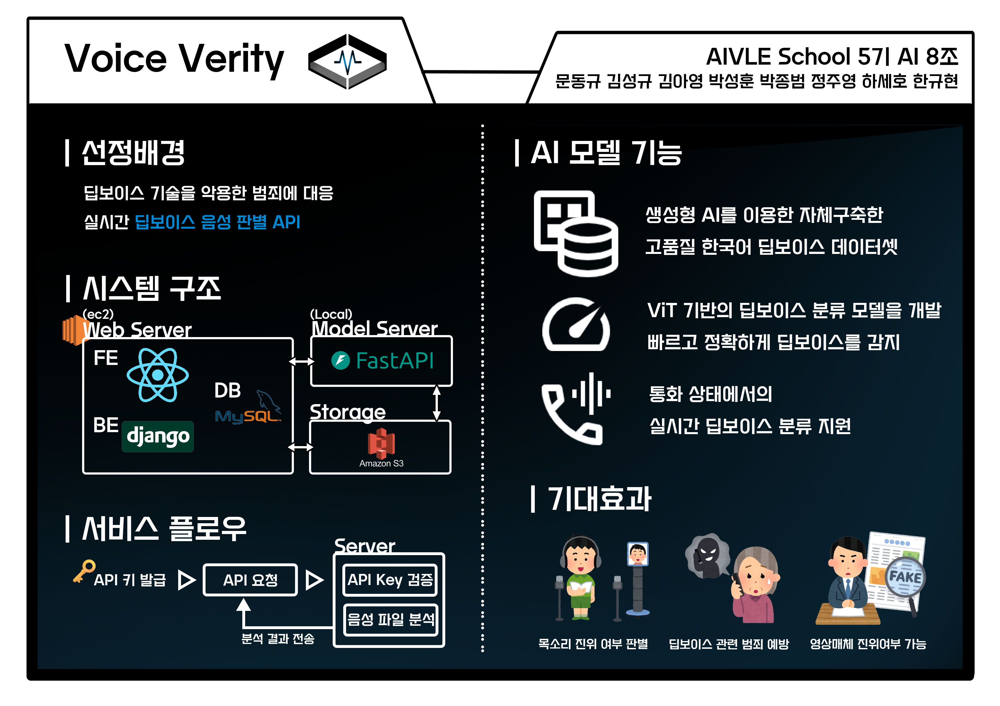 Voice Verity
AIVLE School 5기 AI 8조
문동규 김성규 김아영 박성훈 박종범 정주영 하세호 한규현
선정배경
딥보이스 기술을 악용한 범죄에 대응
실시간 딥보이스 음성 판별 API
시스템 구조
(ec2)
Web Server
FE
BE
django
DB
MySQL™
(Local)
Model Server
FastAPI
Storage
Amazon S3
서비스 플로우
API 키 발급
API 요청
Server
API Key 검증
음성 파일 분석
분석 결과 전송
AI 모델 기능
생성형 AI를 이용한 자체구축한
고품질 한국어 딥보이스 데이터셋
ViT 기반의 딥보이스 분류 모델을 개발
빠르고 정확하게 딥보이스를 감지
통화 상태에서의
실시간 딥보이스 분류 지원
기대효과
FAKE
목소리 진위 여부 판별
딥보이스 관련 범죄 예방
영상매체 진위여부 가능